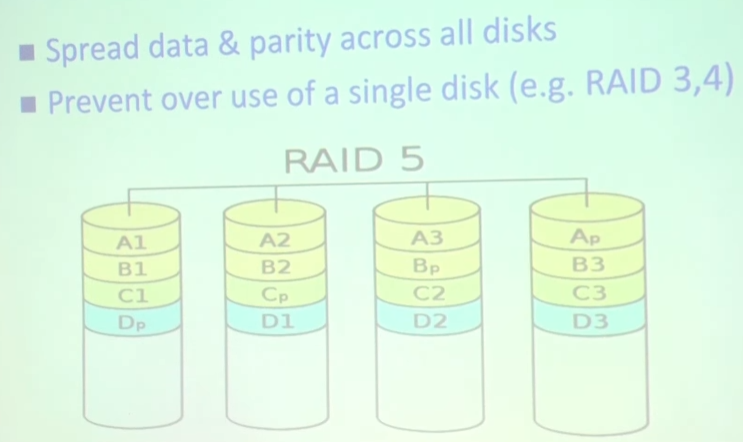 Spread data & parity across all disks
Prevent over use of a single disk (e.g. RAID 3,4)
RAID 5
A1 A2 A3 Ap
B1 B2 Bp B3
C1 Cp C2 C3
Dp D1 D2 D3